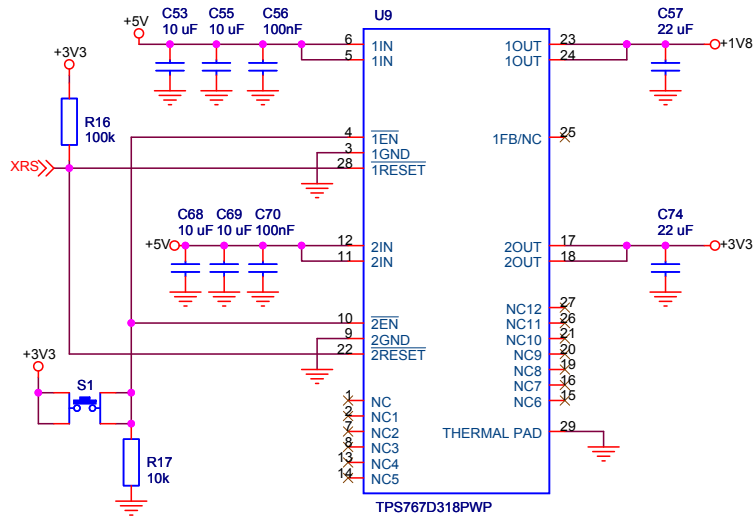 +5V
C53
10 uF
C55
10 uF
C56
100nF
U9
C57
22 uF
+3V3
6
1IN
5
1IN
1OUT
23
1OUT
24
+1V8
R16
100k
4
1EN
3
1GND
28
1RESET
1FB/NC
25
XRS
C68
10 uF
C69
10 uF
C70
100nF
C74
22 uF
+5V
12
2IN
11
2IN
2OUT
17
2OUT
18
+3V3
10
2EN
9
2GND
22
2RESET
NC12
27
NC11
26
NC10
21
NC9
20
NC8
19
NC7
16
NC6
15
+3V3
S1
1
NC
2
NC1
7
NC2
8
NC3
13
NC4
14
NC5
THERMAL PAD
29
R17
10k
TPS767D318PWP